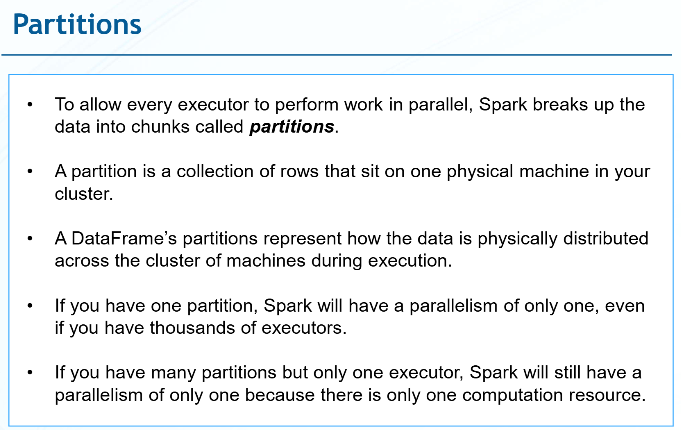 Partitions
• To allow every executor to perform work in parallel, Spark breaks up the
data into chunks called partitions.
• A partition is a collection of rows that sit on one physical machine in your
cluster.
• A DataFrame’s partitions represent how the data is physically distributed
across the cluster of machines during execution.
• If you have one partition, Spark will have a parallelism of only one, even
if you have thousands of executors.
• If you have many partitions but only one executor, Spark will still have a
parallelism of only one because there is only one computation resource.